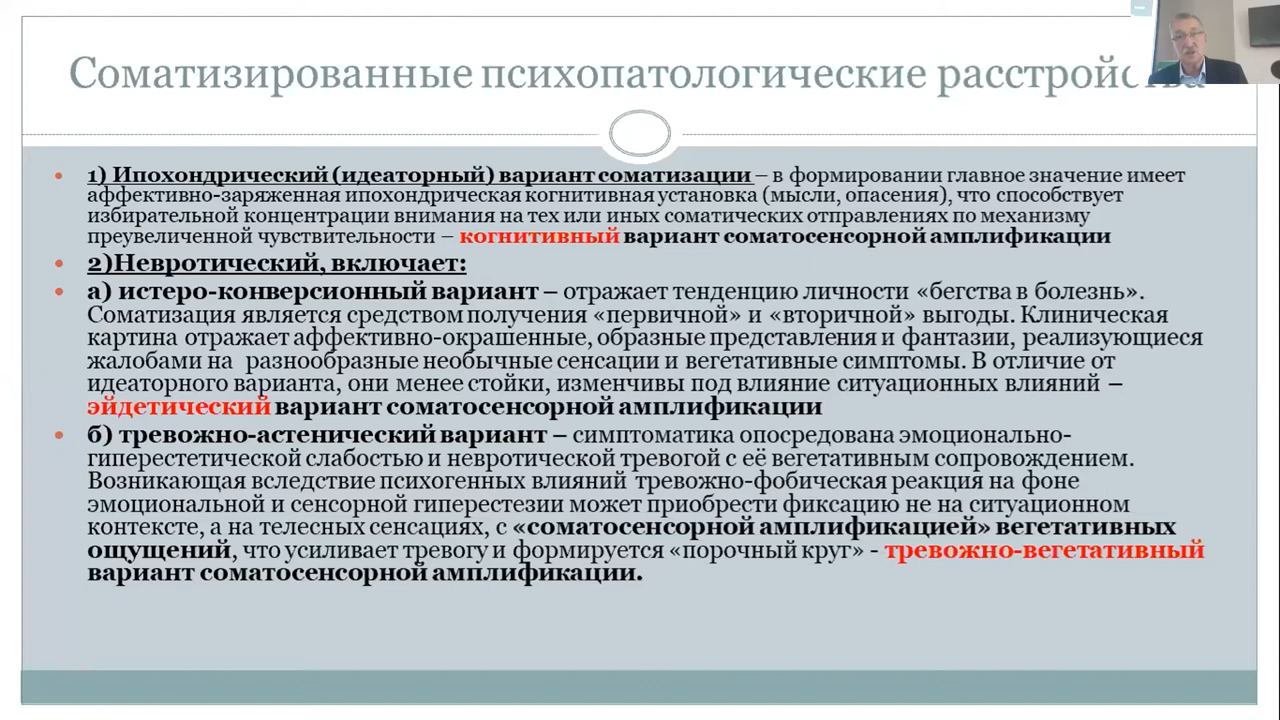 Соматизированные психопатологические расстройства
1) Ипохондрический (идеаторный) вариант соматизации – в формировании главное значение имеет
аффективно-заряженная ипохондрическая когнитивная установка (мысли, опасения), что способствует
избирательной концентрации внимания на тех или иных соматических отправлениях по механизму
преувеличенной чувствительности – когнитивный вариант соматосенсорной амплификации
2)Невротический, включает:
а) истеро-конверсионный вариант – отражает тенденцию личности «бегства в болезнь».
Соматизация является средством получения «первичной» и «вторичной» выгоды. Клиническая
картина отражает аффективно-окрашенные, образные представления и фантазии, реализующиеся
жалобами на разнообразные необычные сенсации и вегетативные симптомы. В отличие от
идеаторного варианта, они менее стойки, изменчивы под влияние ситуационных влияний –
эйдетический вариант соматосенсорной амплификации
б) тревожно-астенический вариант – симптоматика опосредована эмоционально-
гиперестетической слабостью и невротической тревогой с её вегетативным сопровождением.
Возникающая вследствие психогенных влияний тревожно-фобическая реакция на фоне
эмоциональной и сенсорной гиперестезии может приобрести фиксацию не на ситуационном
контексте, а на телесных сенсациях, с «соматосенсорной амплификацией» вегетативных
ощущений, что усиливает тревогу и формируется «порочный круг» - тревожно-вегетативный
вариант соматосенсорной амплификации.